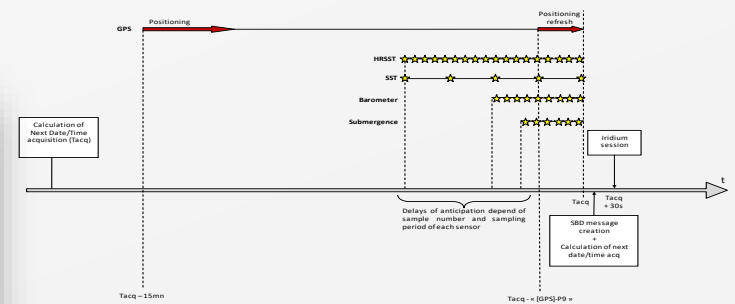 Positioning
GPS
Positioning
refresh
HRSST
SST
Barometer
Submergence
Calculation of
Next Date/Time
acquisition (Tacq)
Iridium
session
t
Tacq
Tacq
+ 30s
Delays of anticipation depend of
sample number and sampling
period of each sensor
SBD message
creation
+
Calculation of next
date/time acq
Tacq – 15mn
Tacq - « [GPS]-P9 »